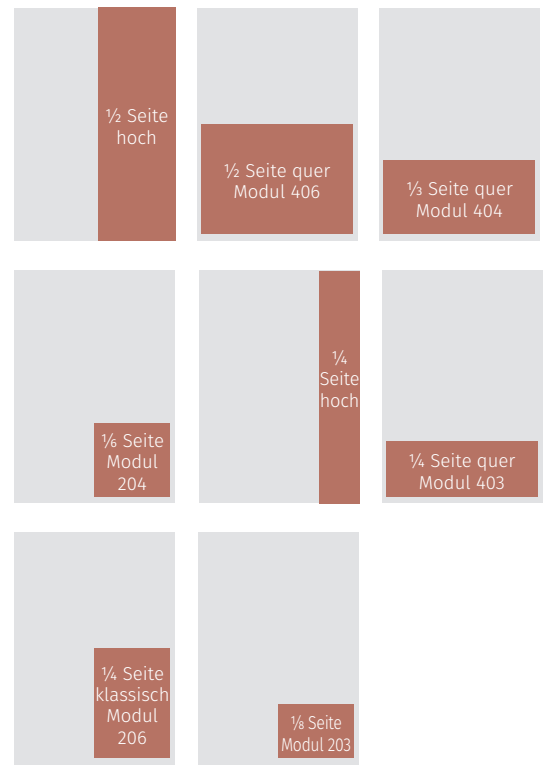 ½ Seite
hoch
½ Seite quer
Modul 406
⅓ Seite quer
Modul 404
⅙ Seite
Modul
204
¼
Seite
hoch
¼ Seite quer
Modul 403
¼ Seite
klassisch
Modul
206
⅛ Seite
Modul 203